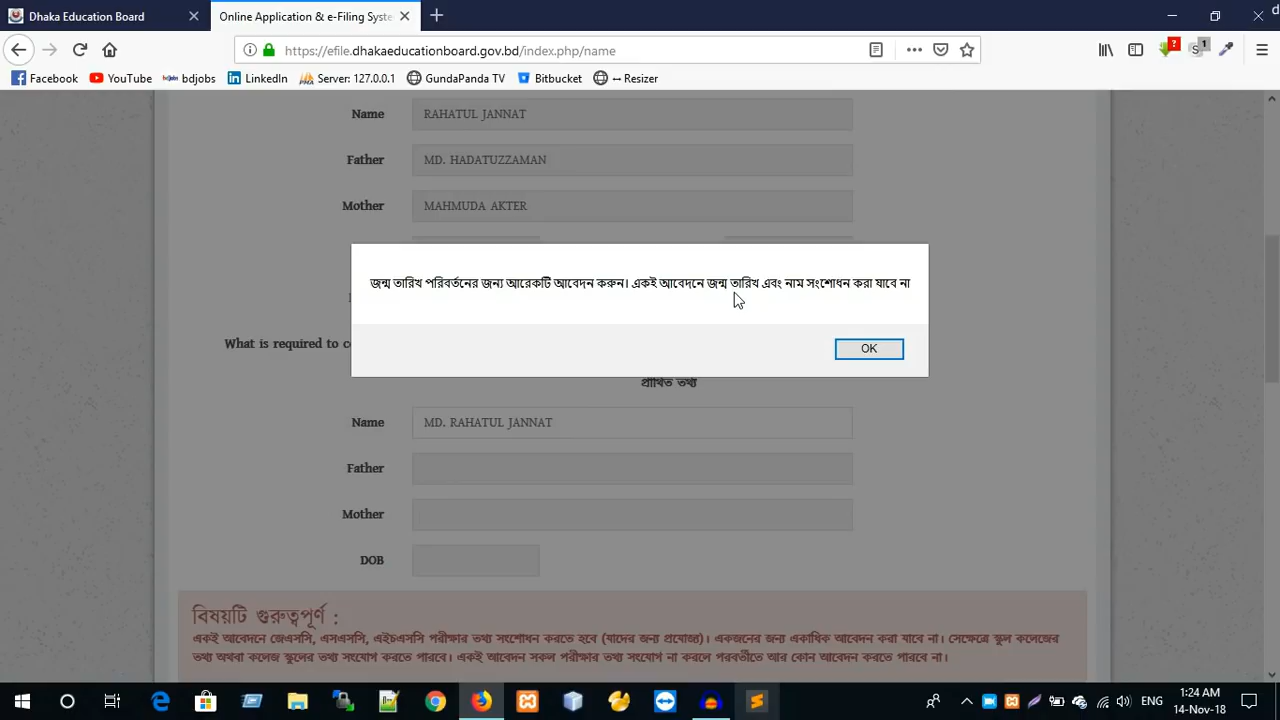 Dhaka Education Board
Online Application & e-Filing Syste
https://efile.dhakaeducationboard.gov.bd/index.php/name
Facebook YouTube bdjobs LinkedIn Server: 127.0.0.1 GundaPanda TV Bitbucket ↔ Resizer
Name RAHATUL JANNAT
Father MD. HADATUZZAMAN
Mother MAHMUDA AKTER
জন্ম তারিখ পরিবর্তনের জন্য আরেকটি আবেদন করুন। একই আবেদনে জন্ম তারিখ এবং নাম সংশোধন করা যাবে না
What is required to
OK
প্রার্থিত তথ্য
Name MD. RAHATUL JANNAT
Father
Mother
DOB
বিষয়টি গুরুত্বপূর্ণ :
একই আবেদনে জেএসসি, এসএসসি, এইচএসসি পরীক্ষার তথ্য সংশোধন করতে হবে (যাদের জন্য প্রযোজ্য)। একজনের জন্য একাধিক আবেদন করা যাবে না। সেক্ষেত্রে স্কুল কলেজের
তথ্য অথবা কলেজ স্কুলের তথ্য সংযোগ করতে পারবে। একই আবেদন সকল পরীক্ষার তথ্য সংযোগ না করলে পরবর্তীতে আর কোন আবেদন করতে পারবে না।
ENG
1:24 AM
14-Nov-18